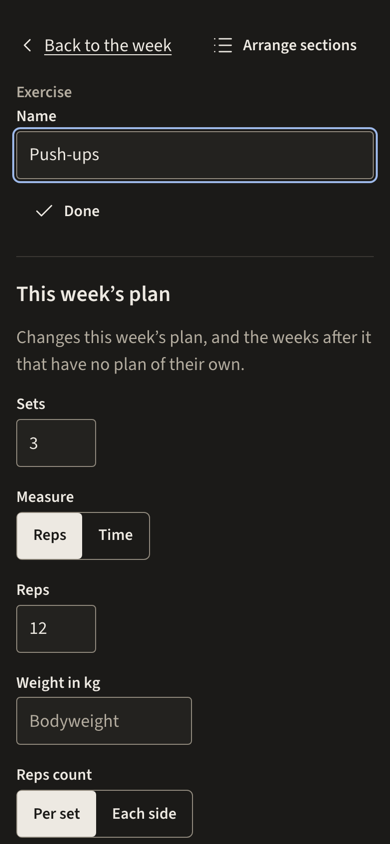 Back to the week
Arrange sections
Exercise
Name
Push-ups
Done
This week’s plan
Changes this week’s plan, and the weeks after it
that have no plan of their own.
Sets
3
Measure
Reps
Time
Reps
12
Weight in kg
Bodyweight
Reps count
Per set
Each side